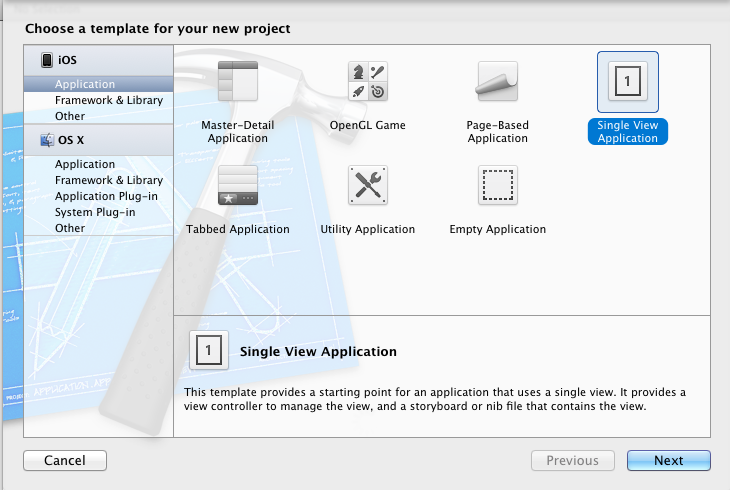 Choose a template for your new project
iOS
Application
Framework & Library
Other
OS X
Application
Framework & Library
Application Plug-in
System Plug-in
Other
Master-Detail
Application
OpenGL Game
Page-Based
Application
1
Single View
Application
Tabbed Application
Utility Application
Empty Application
1
Single View Application
This template provides a starting point for an application that uses a single view. It provides a
view controller to manage the view, and a storyboard or nib file that contains the view.
Cancel
Previous
Next